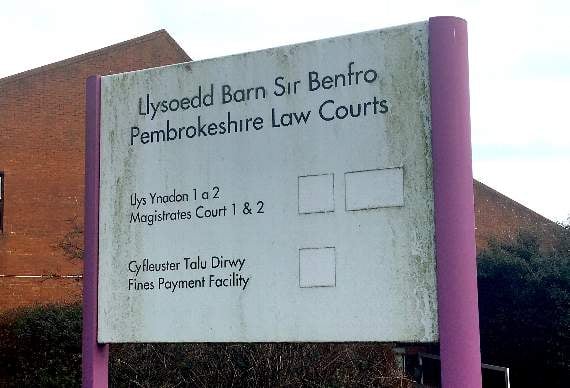 Llysoedd Barn Sir Benfro
Pembrokeshire Law Courts
Llys Ynadon 1 a 2
Magistrates Court 1 & 2
Cyfleuster Talu Dirwy
Fines Payment Facility